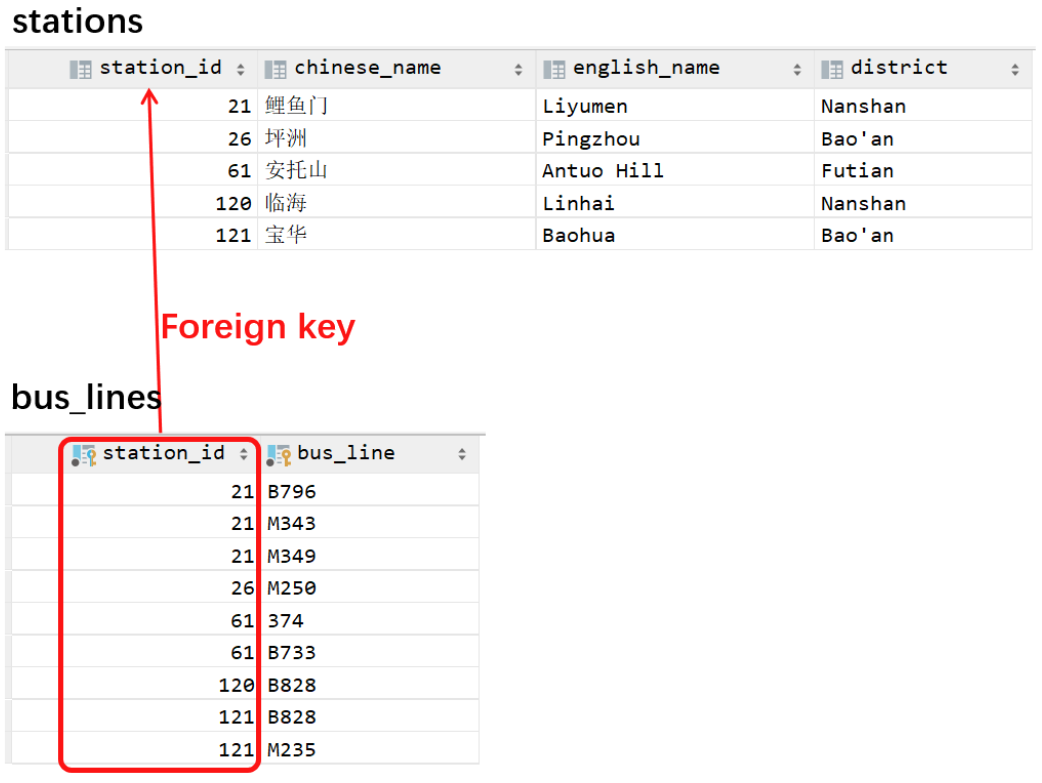 stations
station_id chinese_name english_name district
21 鲤鱼门 Liyumen Nanshan
26 坪洲 Pingzhou Bao'an
61 安托山 Antuo Hill Futian
120 临海 Linhai Nanshan
121 宝华 Baohua Bao'an
Foreign key
bus_lines
station_id bus_line
21 B796
21 M343
21 M349
26 M250
61 374
61 B733
120 B828
121 B828
121 M235